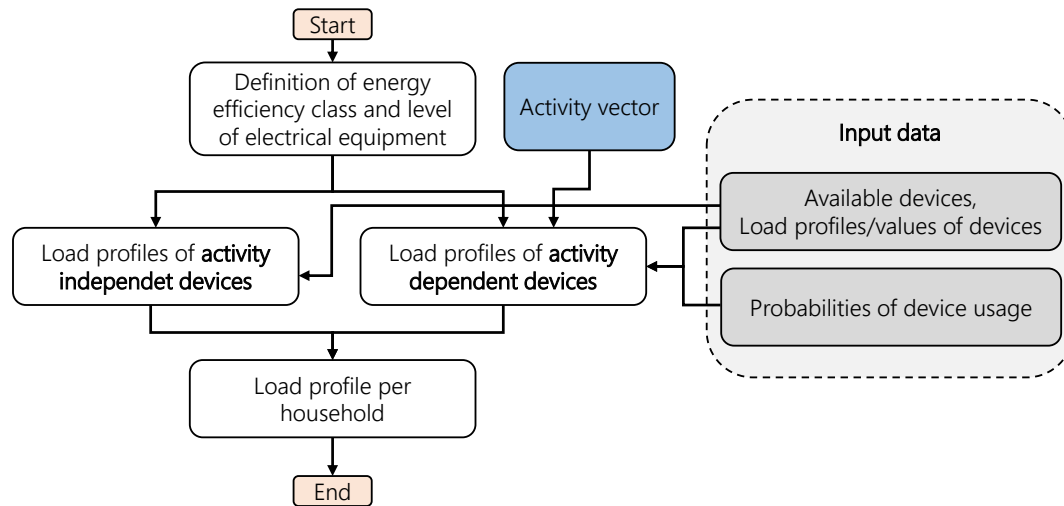 Start
Definition of energy
efficiency class and level
of electrical equipment
Activity vector
Input data
Available devices,
Load profiles/values of devices
Load profiles of activity
independet devices
Load profiles of activity
dependent devices
Probabilities of device usage
Load profile per
household
End